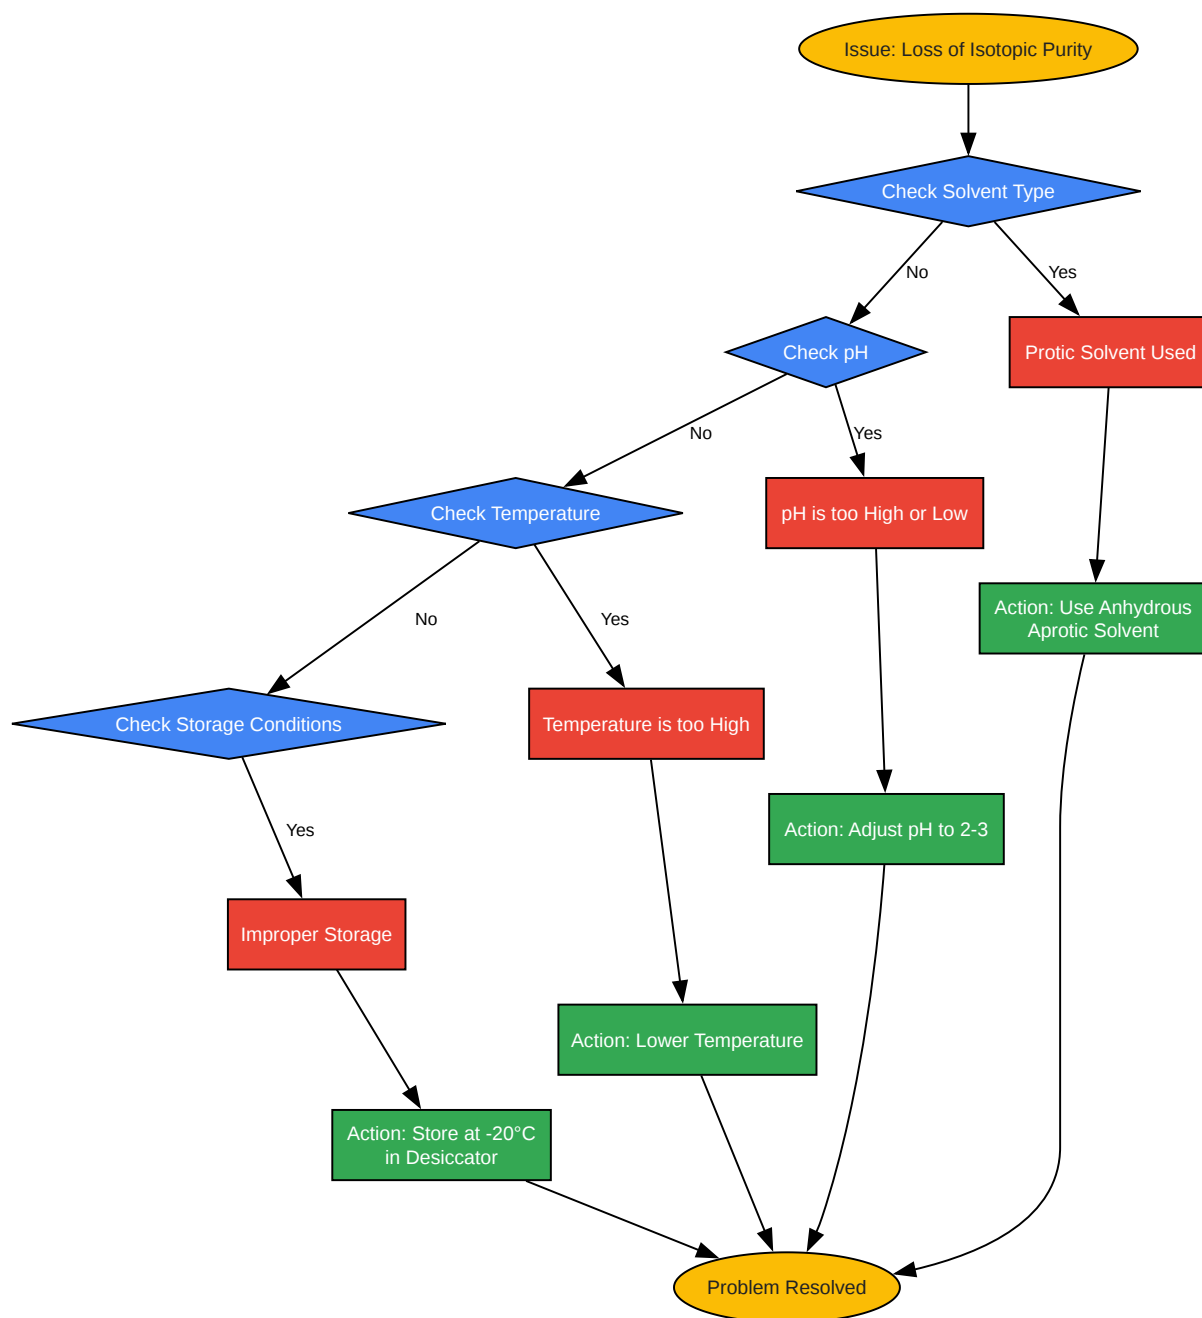 Issue: Loss of Isotopic Purity
Check Solvent Type
No
Yes
Check pH
Protic Solvent Used
No
Yes
Check Temperature
pH is too High or Low
Action: Use Anhydrous
Aprotic Solvent
No
Yes
Check Storage Conditions
Temperature is too High
Yes
Action: Adjust pH to 2-3
Improper Storage
Action: Lower Temperature
Action: Store at -20°C
in Desiccator
Problem Resolved